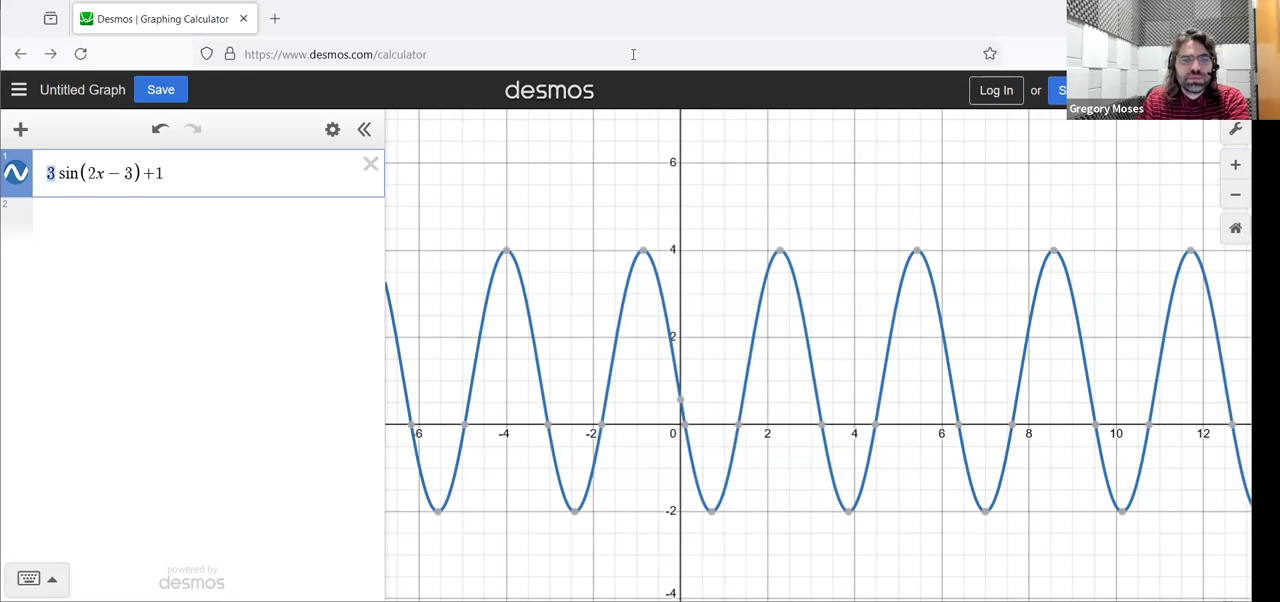 Desmos | Graphing Calculator
https://www.desmos.com/calculator
Untitled Graph
Save
desmos
Log In
or
S
Gregory Moses
1
3 sin(2x − 3) +1
2
6
4
2
-6 -4 -2 0 2 4 6 8 10 12
-2
-4
powered by
desmos